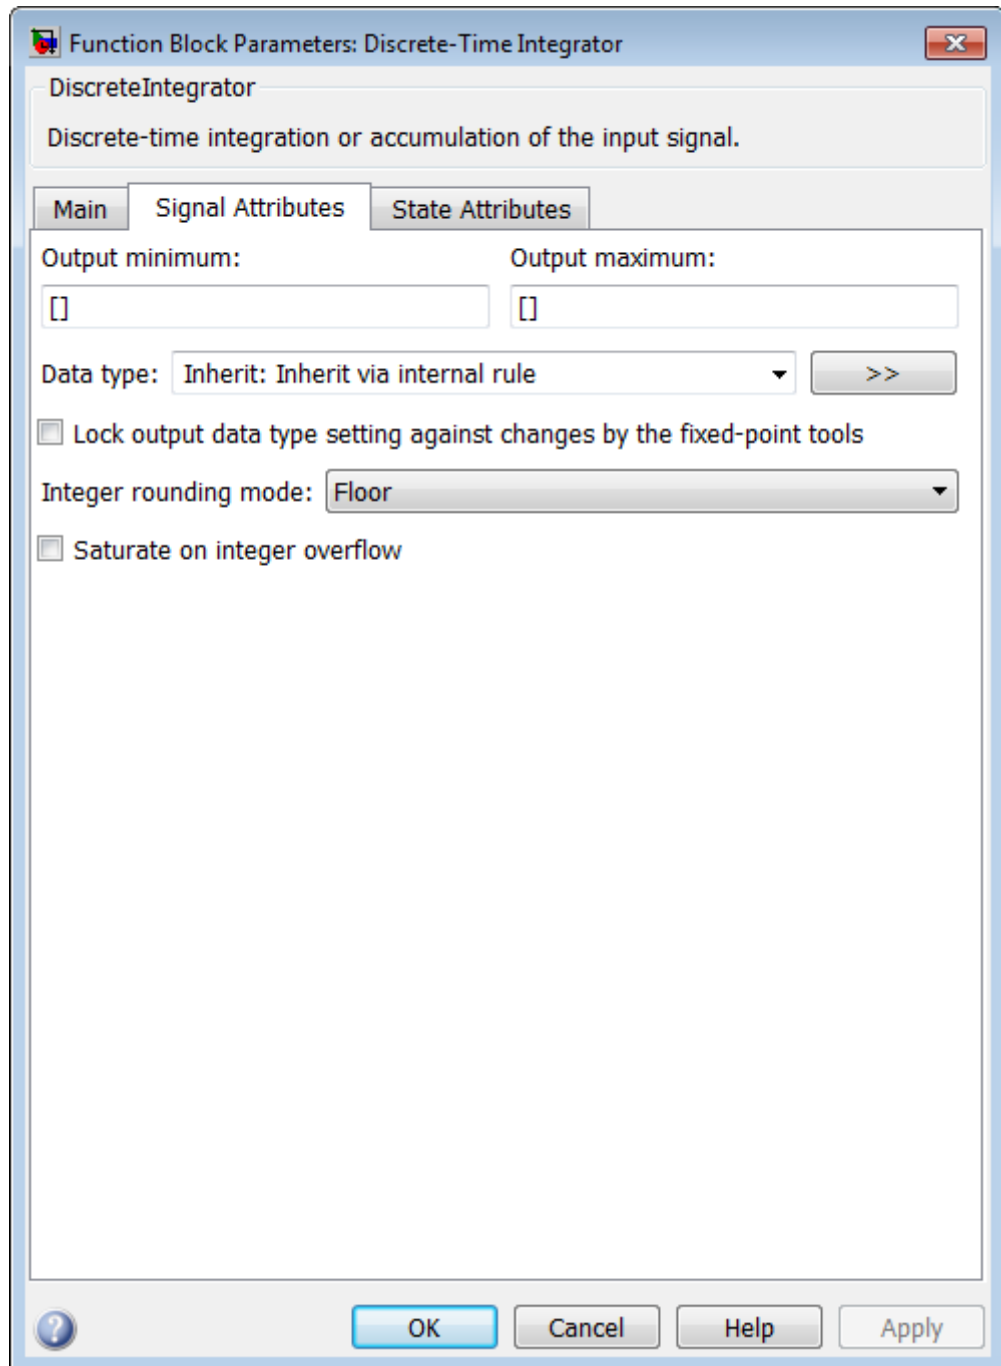 Function Block Parameters: Discrete-Time Integrator
DiscreteIntegrator
Discrete-time integration or accumulation of the input signal.
Main Signal Attributes State Attributes
Output minimum: Output maximum:
[] []
Data type: Inherit: Inherit via internal rule >>
Lock output data type setting against changes by the fixed-point tools
Integer rounding mode: Floor
Saturate on integer overflow
? OK Cancel Help Apply